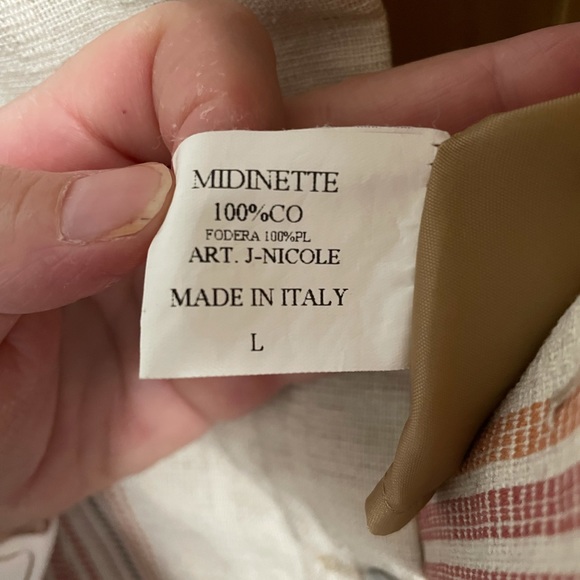 MIDINETTE
100%CO
FODERA 100%PL
ART. J-NICOLE
MADE IN ITALY
L